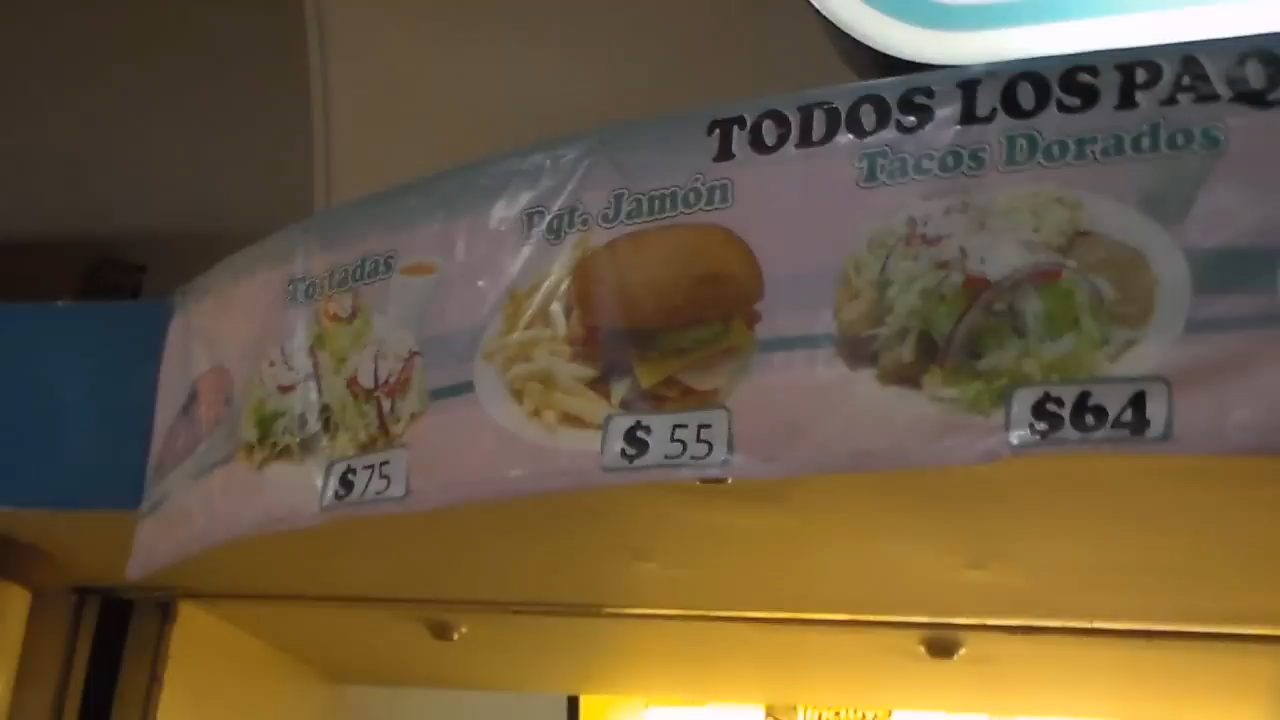 TODOS LOS PAQ
Tacos Dorados
Pqt. Jamón
Tostadas
$64
$ 55
$75